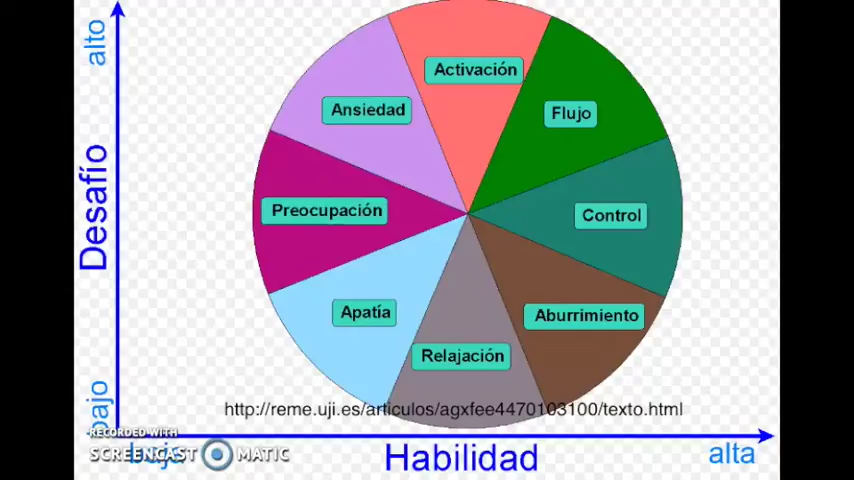 alto
Activación
Ansiedad
Flujo
Desafío
Preocupación
Control
Apatía
Aburrimiento
Relajación
bajo
http://reme.uji.es/articulos/agxfee4470103100/texto.html
RECORDED WITH
SCREENCAST MATIC
baja
Habilidad
alta